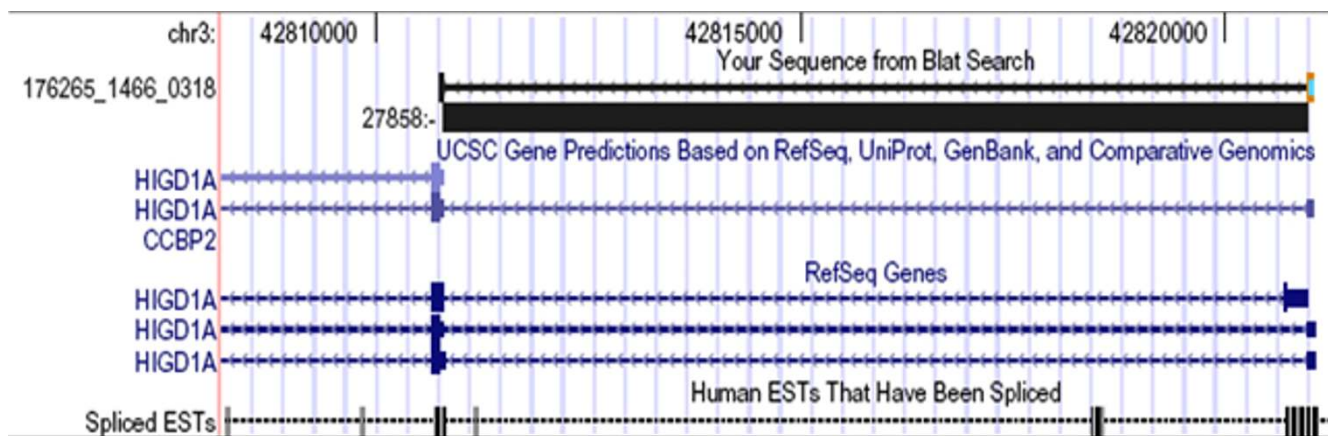 chr3: 42810000 42815000 42820000
Your Sequence from Blat Search
176265_1466_0318
27858:-
UCSC Gene Predictions Based on RefSeq, UniProt, GenBank, and Comparative Genomics
HIGD1A
HIGD1A
CCBP2
RefSeq Genes
HIGD1A
HIGD1A
HIGD1A
Human ESTs That Have Been Spliced
Spliced ESTs